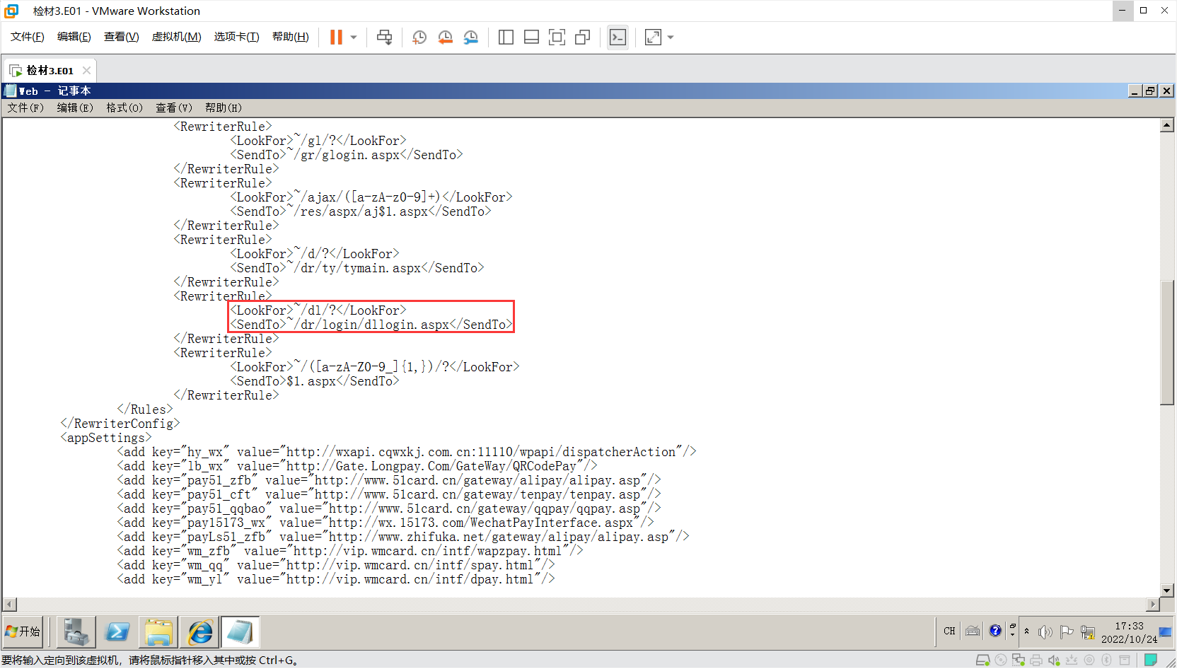 检材3.E01 - VMware Workstation
文件(F) 编辑(E) 查看(V) 虚拟机(M) 选项卡(T) 帮助(H)
检材3.E01
Web - 记事本
文件(F) 编辑(E) 格式(O) 查看(V) 帮助(H)
<RewriterRule>
<LookFor>~/gl/?</LookFor>
<SendTo>~/gr/glogin.aspx</SendTo>
</RewriterRule>
<RewriterRule>
<LookFor>~/ajax/([a-zA-z0-9]+)</LookFor>
<SendTo>~/res/aspx/aj$1.aspx</SendTo>
</RewriterRule>
<RewriterRule>
<LookFor>~/d/?</LookFor>
<SendTo>~/dr/ty/tymain.aspx</SendTo>
</RewriterRule>
<RewriterRule>
<LookFor>~/dl/?</LookFor>
<SendTo>~/dr/login/dllogin.aspx</SendTo>
</RewriterRule>
<RewriterRule>
<LookFor>~/([a-zA-Z0-9_]{1,})/?</LookFor>
<SendTo>$1.aspx</SendTo>
</RewriterRule>
</Rules>
</RewriterConfig>
<appSettings>
<add key="hy_wx" value="http://wxapi.cqwxkj.com.cn:11110/wpapi/dispatcherAction"/>
<add key="lb_wx" value="http://Gate.Longpay.Com/GateWay/QRCodePay"/>
<add key="pay51_zfb" value="http://www.51card.cn/gateway/alipay/alipay.asp"/>
<add key="pay51_cft" value="http://www.51card.cn/gateway/tenpay/tenpay.asp"/>
<add key="pay51_qqbao" value="http://www.51card.cn/gateway/qqpay/qqpay.asp"/>
<add key="pay15173_wx" value="http://wx.15173.com/WechatPayInterface.aspx"/>
<add key="payLs51_zfb" value="http://www.zhifuka.net/gateway/alipay/alipay.asp"/>
<add key="wm_zfb" value="http://vip.wmcard.cn/intf/wapzpay.html"/>
<add key="wm_qq" value="http://vip.wmcard.cn/intf/spay.html"/>
<add key="wm_yl" value="http://vip.wmcard.cn/intf/dpay.html"/>
开始
CH
17:33
2022/10/24
要将输入定向到该虚拟机，请将鼠标指针移入其中或按 Ctrl+G。